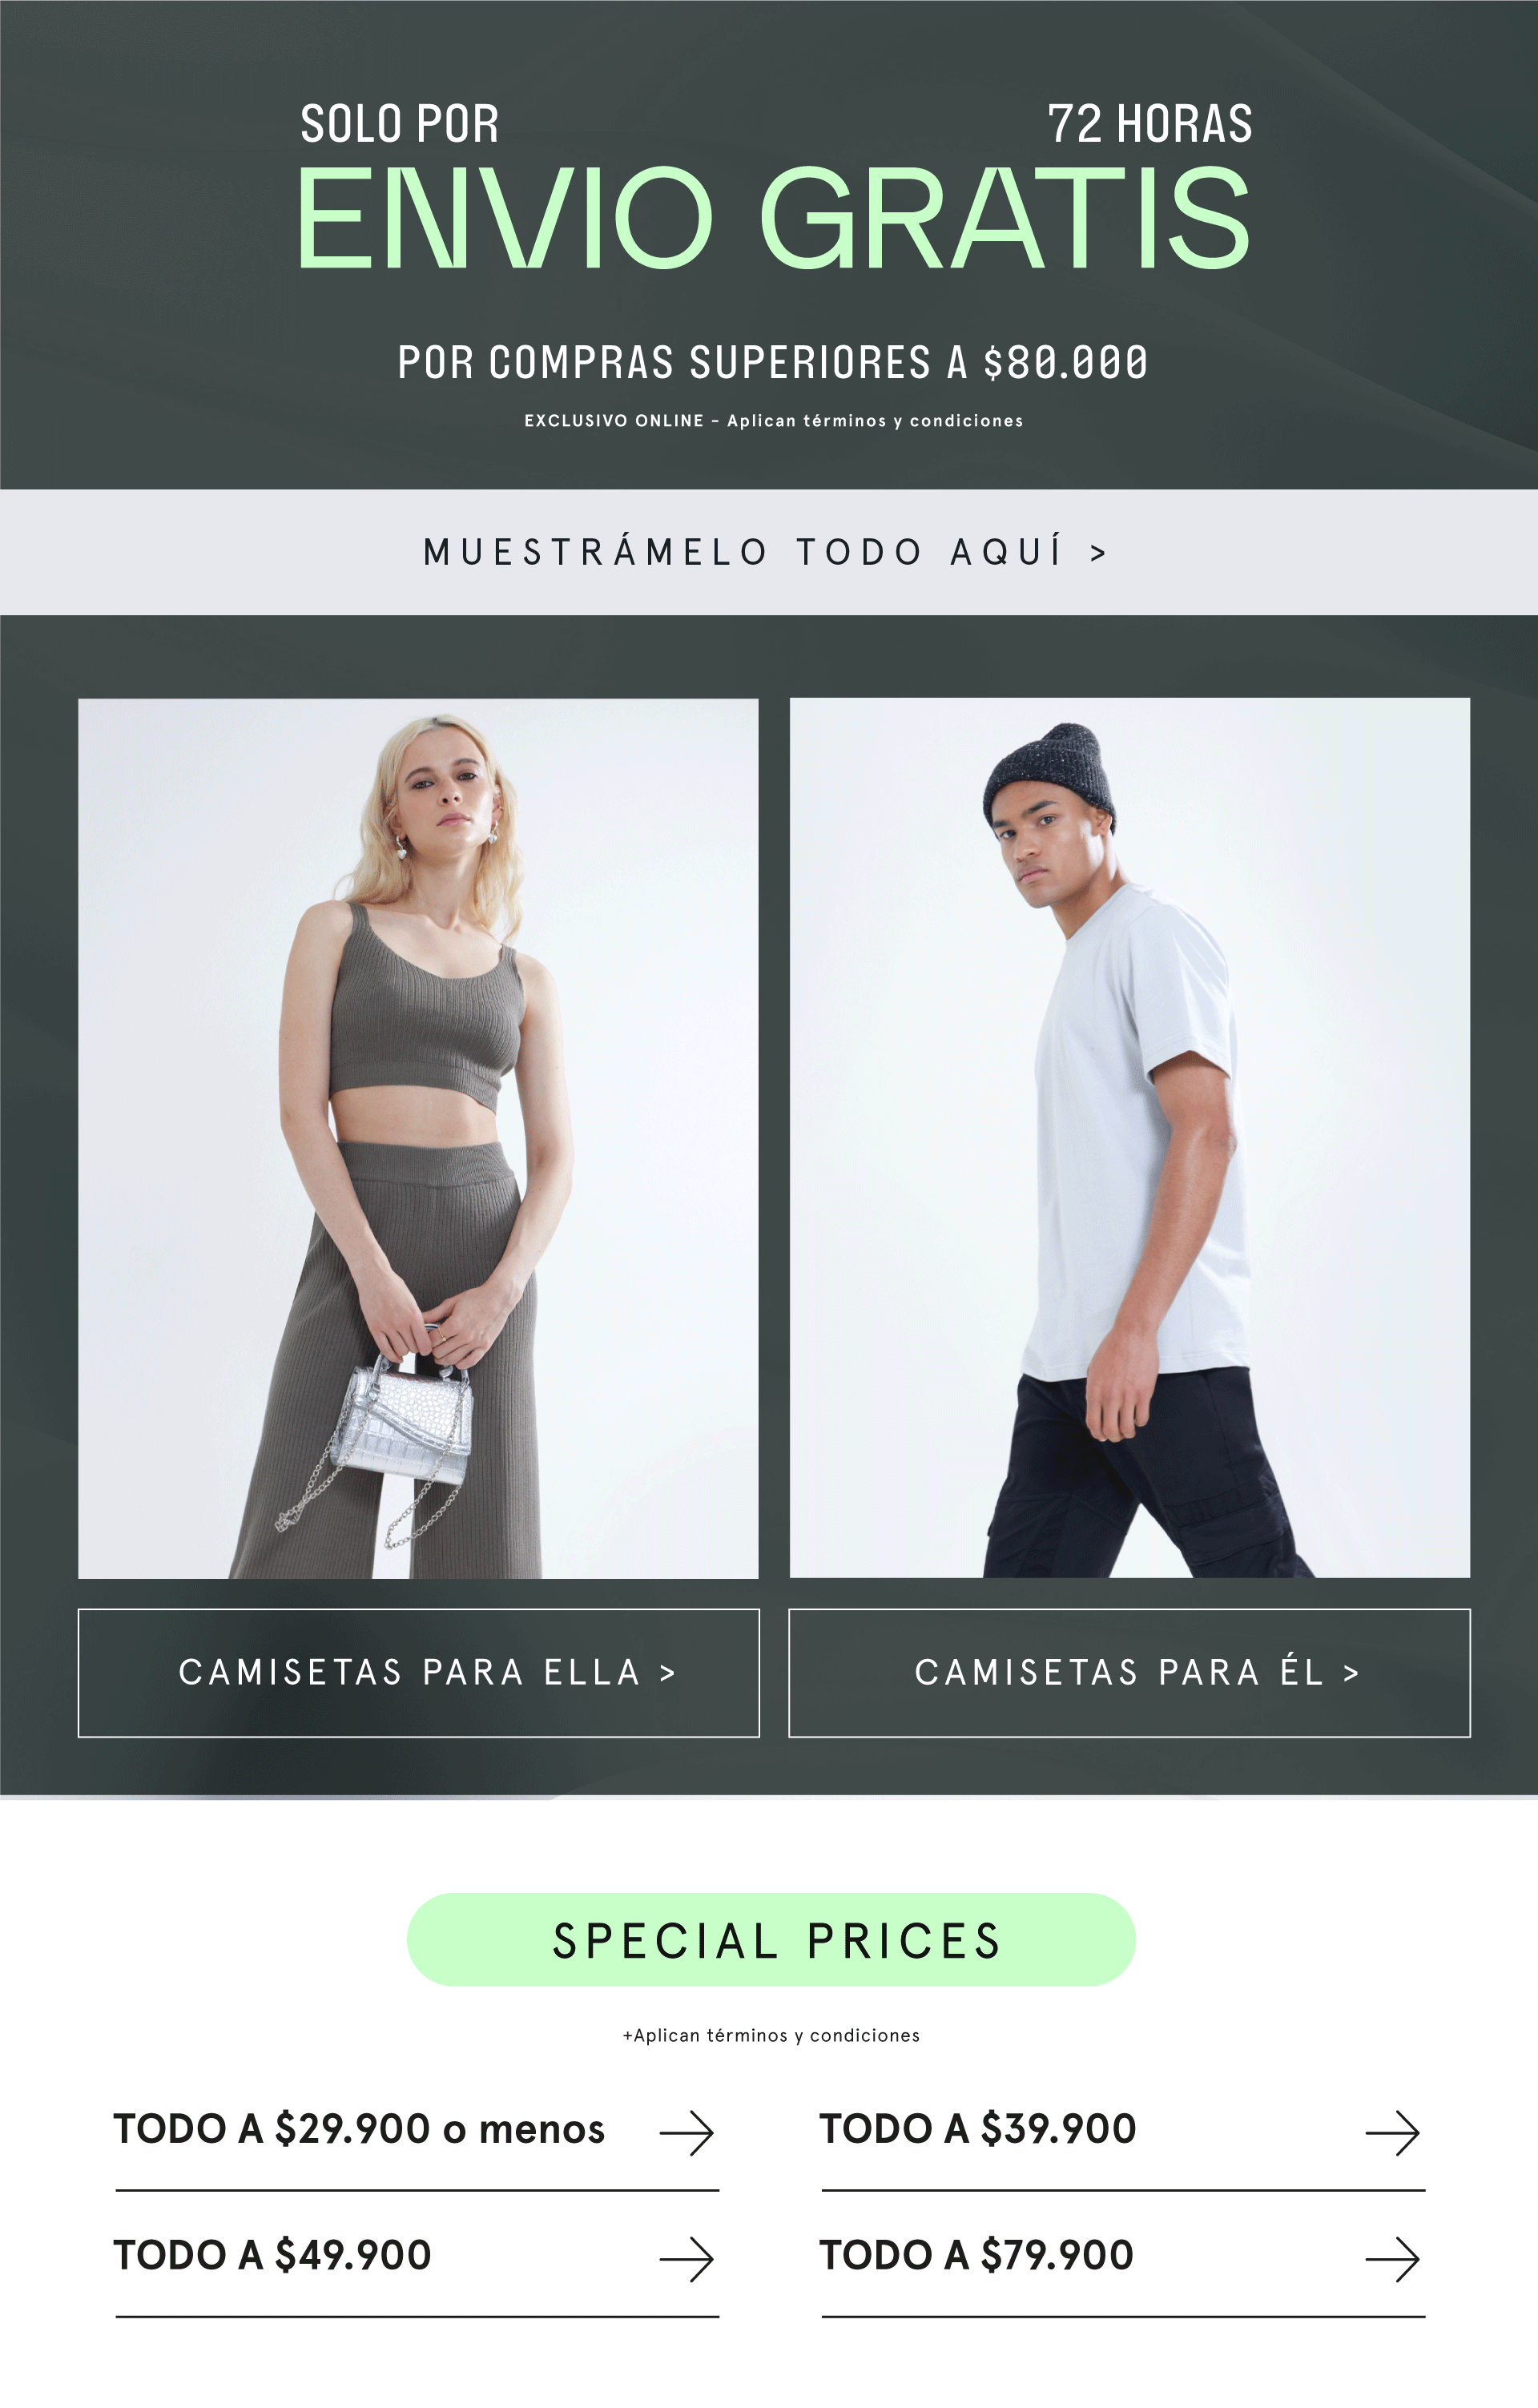 SOLO POR 72 HORAS
ENVIO GRATIS
POR COMPRAS SUPERIORES A $80.000
EXCLUSIVO ONLINE - Aplican términos y condiciones
MUESTRÁMELO TODO AQUÍ >
CAMISETAS PARA ELLA >
CAMISETAS PARA ÉL >
SPECIAL PRICES
+Aplican términos y condiciones
TODO A $29.900 o menos
TODO A $39.900
TODO A $49.900
TODO A $79.900